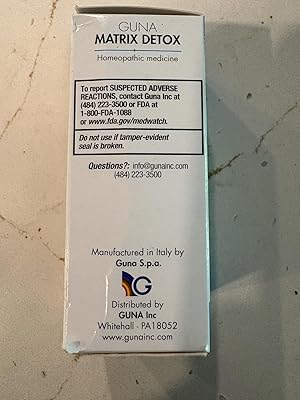 GUNA
MATRIX DETOX
Homeopathic medicine
To report SUSPECTED ADVERSE
REACTIONS, contact Guna Inc at
(484) 223-3500 or FDA at
1-800-FDA-1088
or www.fda.gov/medwatch.
Do not use if tamper-evident
seal is broken.
Questions?: info@gunainc.com
(484) 223-3500
Manufactured in Italy by
Guna S.p.a.
G
Distributed by
GUNA Inc
Whitehall - PA18052
www.gunainc.com